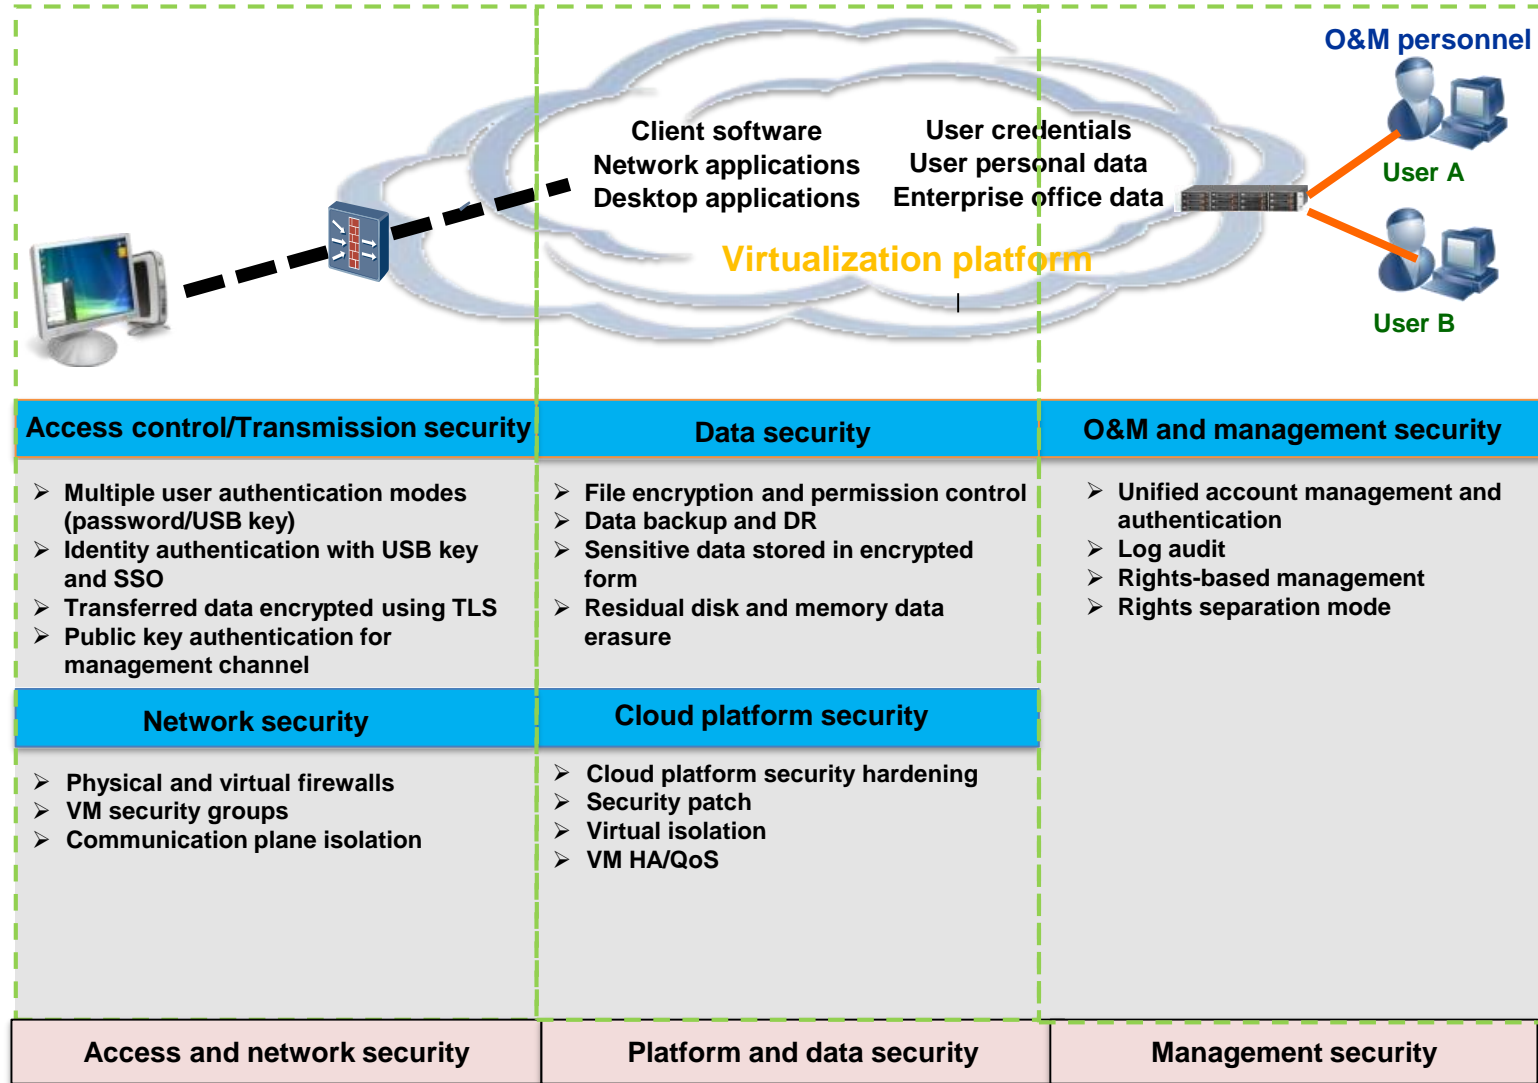 O&M personnel
Client software
Network applications
Desktop applications
User credentials
User personal data
Enterprise office data
User A
Virtualization platform
User B
Access control/Transmission security
➢ Multiple user authentication modes
(password/USB key)
➢ Identity authentication with USB key
and SSO
➢ Transferred data encrypted using TLS
➢ Public key authentication for
management channel
Data security
➢ File encryption and permission control
➢ Data backup and DR
➢ Sensitive data stored in encrypted
form
➢ Residual disk and memory data
erasure
O&M and management security
➢ Unified account management and
authentication
➢ Log audit
➢ Rights-based management
➢ Rights separation mode
Network security
➢ Physical and virtual firewalls
➢ VM security groups
➢ Communication plane isolation
Cloud platform security
➢ Cloud platform security hardening
➢ Security patch
➢ Virtual isolation
➢ VM HA/QoS
Access and network security
Platform and data security
Management security